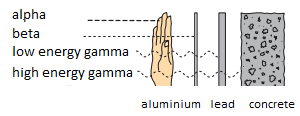 alpha
beta
low energy gamma
high energy gamma
aluminium lead concrete